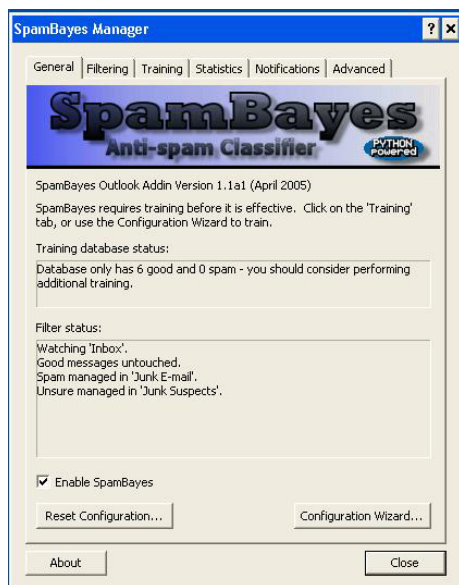 SpamBayes Manager
General Filtering Training Statistics Notifications Advanced
SpamBayes
Anti-spam Classifier
PYTHON
Powered
SpamBayes Outlook Addin Version 1.1a1 (April 2005)
SpamBayes requires training before it is effective. Click on the 'Training'
tab, or use the Configuration Wizard to train.
Training database status:
Database only has 6 good and 0 spam - you should consider performing
additional training.
Filter status:
Watching 'Inbox'.
Good messages untouched.
Spam managed in 'Junk E-mail'.
Unsure managed in 'Junk Suspects'.
Enable SpamBayes
Reset Configuration... Configuration Wizard...
About Close